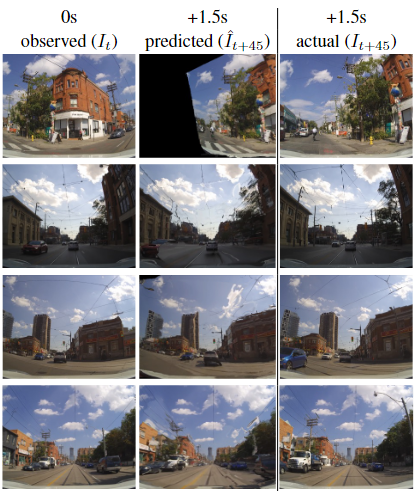 0s
observed (I_t)
+1.5s
predicted (Î_{t+45})
+1.5s
actual (I_{t+45})